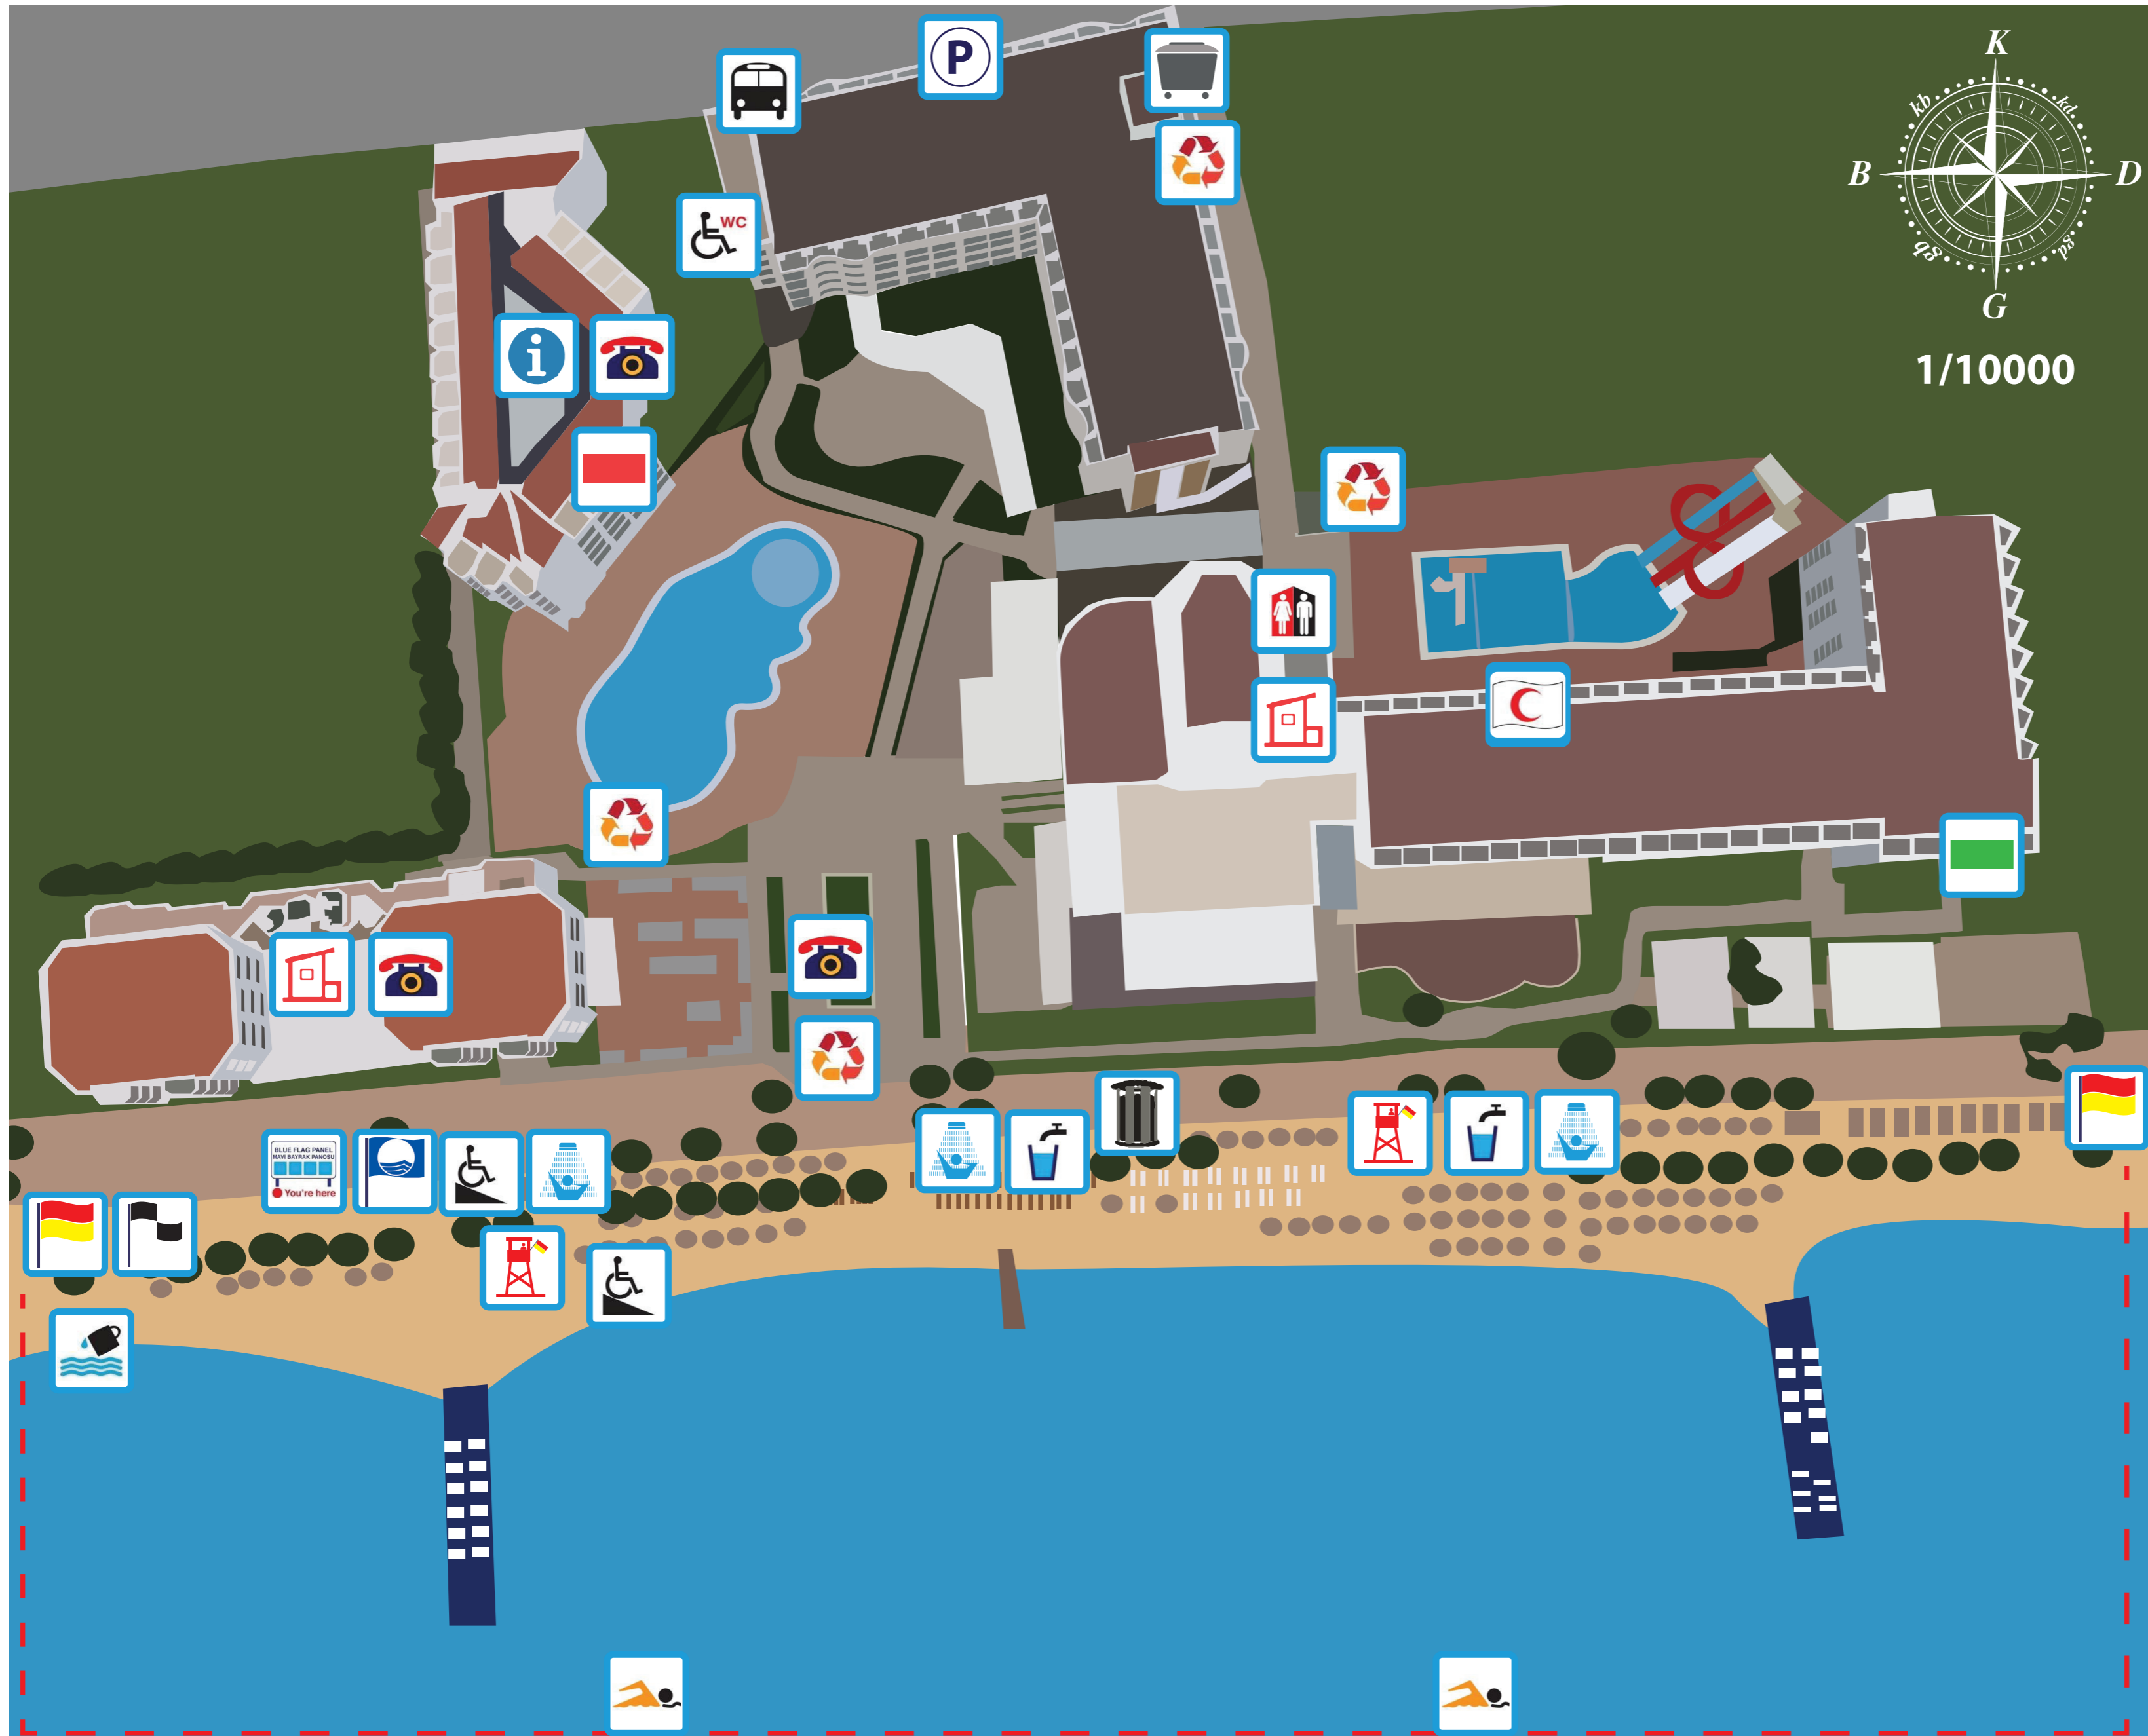 P
K
kb
kd
WC
B
D
gb
gd
G
i
1/10000
BLUE FLAG PANEL
MAVİ BAYRAK PANOSU
You're here